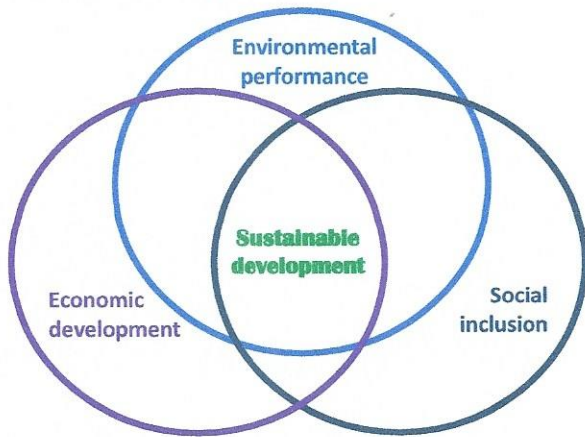 Environmental
performance
Sustainable
development
Economic
development
Social
inclusion